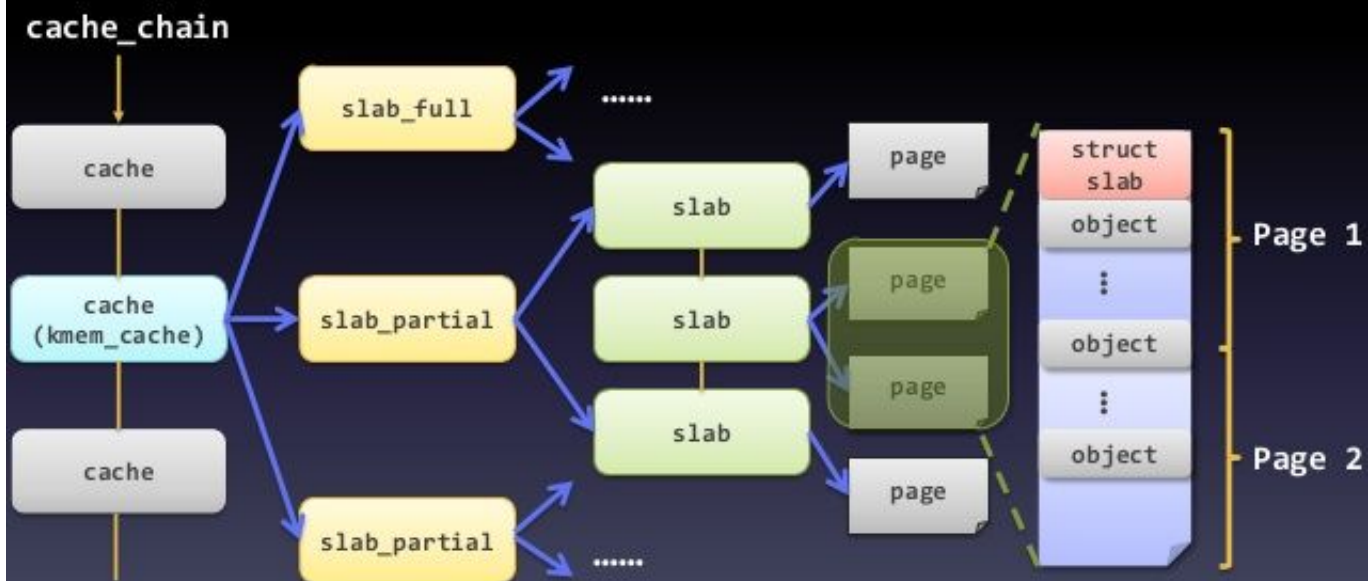 cache_chain
cache
cache
(kmem_cache)
cache
slab_full
slab_partial
slab_partial
......
slab
slab
slab
......
page
page
page
page
struct
slab
object
⋮
object
⋮
object
Page 1
Page 2